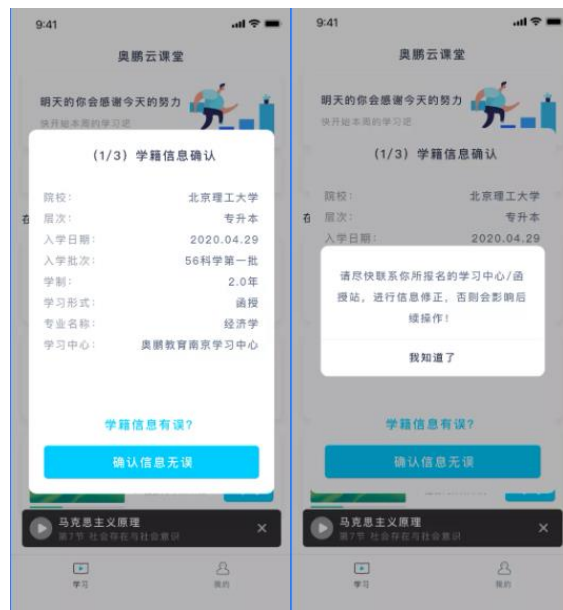 9:41
奥鹏云课堂
明天的你会感谢今天的努力
快开始本周的学习吧
(1/3) 学籍信息确认
院校: 北京理工大学
在
层次: 专升本
入学日期: 2020.04.29
入学批次: 56科学第一批
学制: 2.0年
学习形式: 函授
专业名称: 经济学
学习中心: 奥鹏教育南京学习中心
学籍信息有误?
确认信息无误
马克思主义原理
第7节 社会存在与社会意识
学习
我的
9:41
奥鹏云课堂
明天的你会感谢今天的努力
快开始本周的学习吧
(1/3) 学籍信息确认
院校: 北京理工大学
在
层次: 专升本
入学日期: 2020.04.29
请尽快联系你所报名的学习中心/函
授站，进行信息修正，否则会影响后
续操作!
我知道了
学籍信息有误?
确认信息无误
马克思主义原理
第7节 社会存在与社会意识
学习
我的